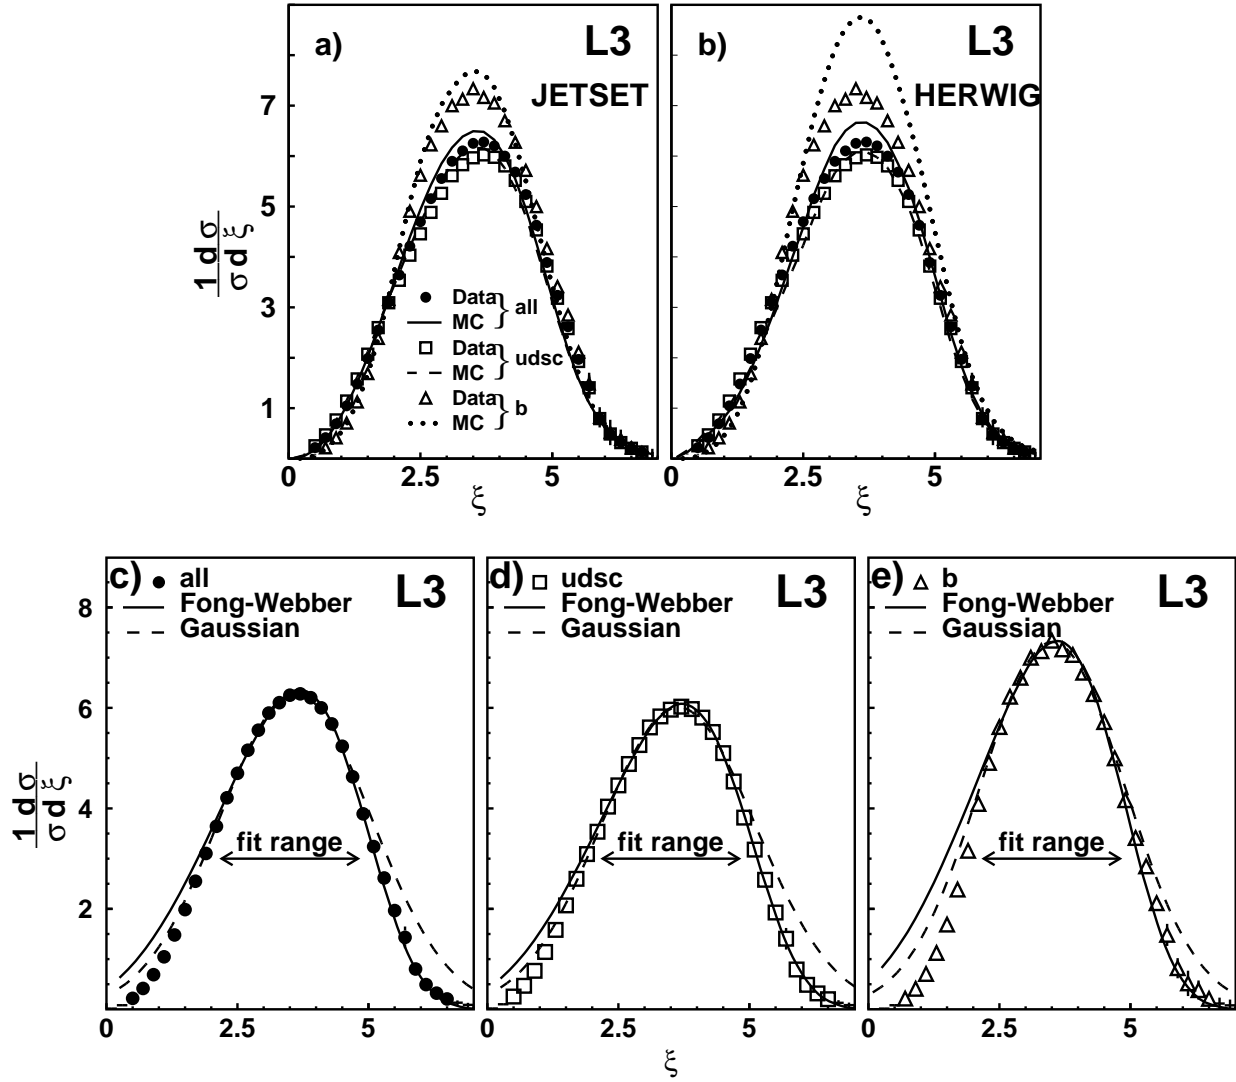 a) L3
JETSET
7
5
3
1
1 d σ
σ d ξ
Data
MC
all
Data
MC
udsc
Data
MC
b
0 2.5 5
ξ
b) L3
HERWIG
0 2.5 5
ξ
c) all L3
Fong-Webber
Gaussian
8
6
4
2
1 d σ
σ d ξ
fit range
0 2.5 5
d) udsc L3
Fong-Webber
Gaussian
fit range
0 2.5 5
ξ
e) b L3
Fong-Webber
Gaussian
fit range
0 2.5 5